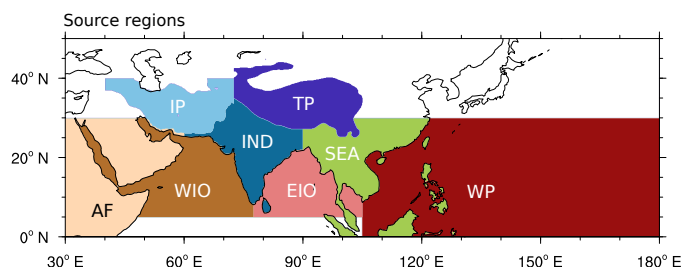 Source regions
40° N
20° N
0° N
IP
TP
IND
SEA
WIO
EIO
WP
AF
30° E
60° E
90° E
120° E
150° E
180° E